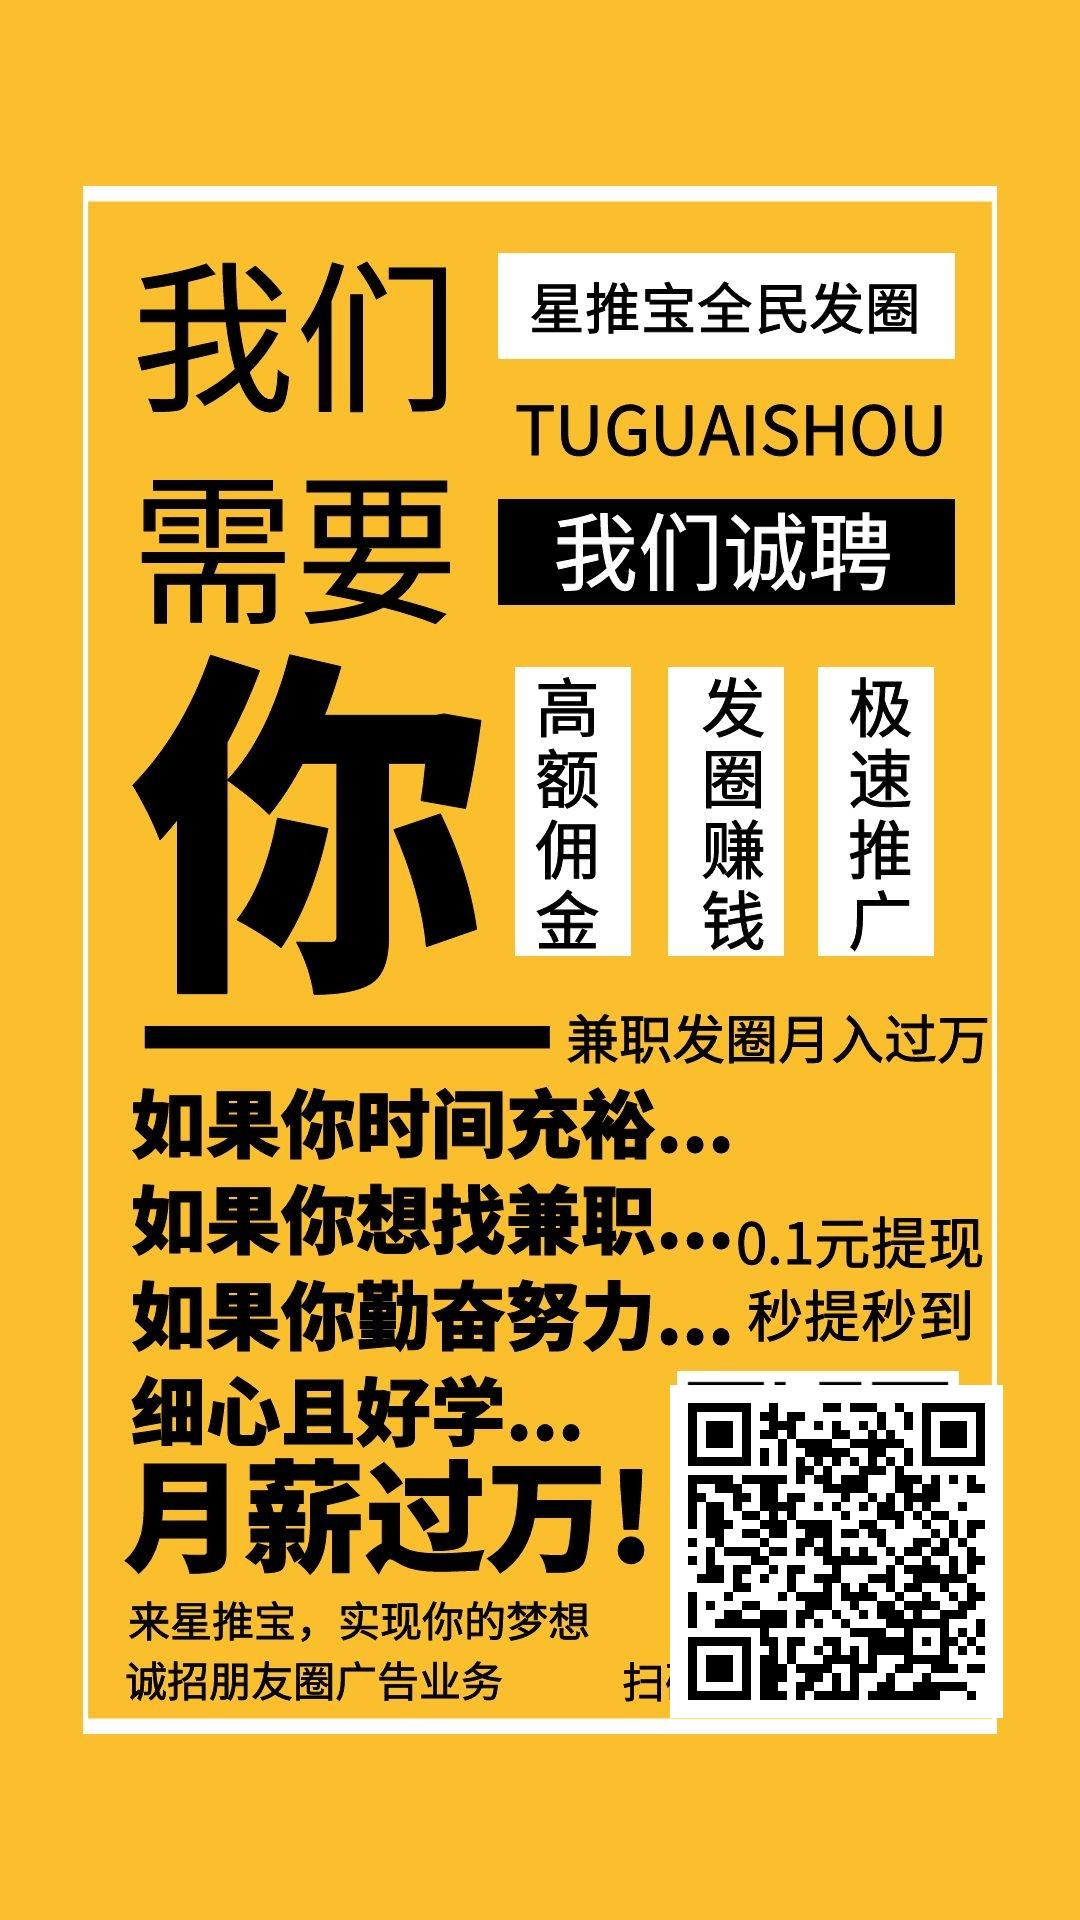 我们
需要
你
星推宝全民发圈
TUGUAISHOU
我们诚聘
高额佣金
发圈赚钱
极速推广
兼职发圈月入过万
如果你时间充裕...
如果你想找兼职...
如果你勤奋努力...
细心且好学...
0.1元提现
秒提秒到
月薪过万！
来星推宝，实现你的梦想
诚招朋友圈广告业务
扫